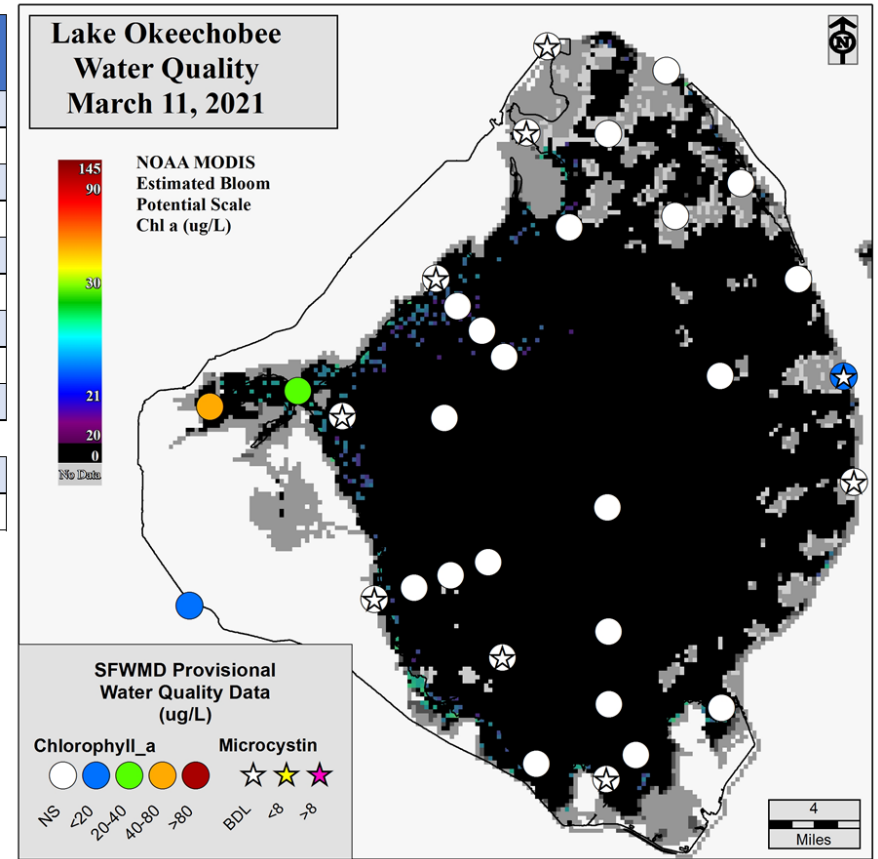 Lake Okeechobee
Water Quality
March 11, 2021
N
NOAA MODIS
Estimated Bloom
Potential Scale
Chl a (ug/L)
145
90
30
21
20
0
No Data
SFWMD Provisional
Water Quality Data
(ug/L)
Chlorophyll_a Microcystin
NS <20 20-40 40-80 >80 BDL <8 >8
4
Miles